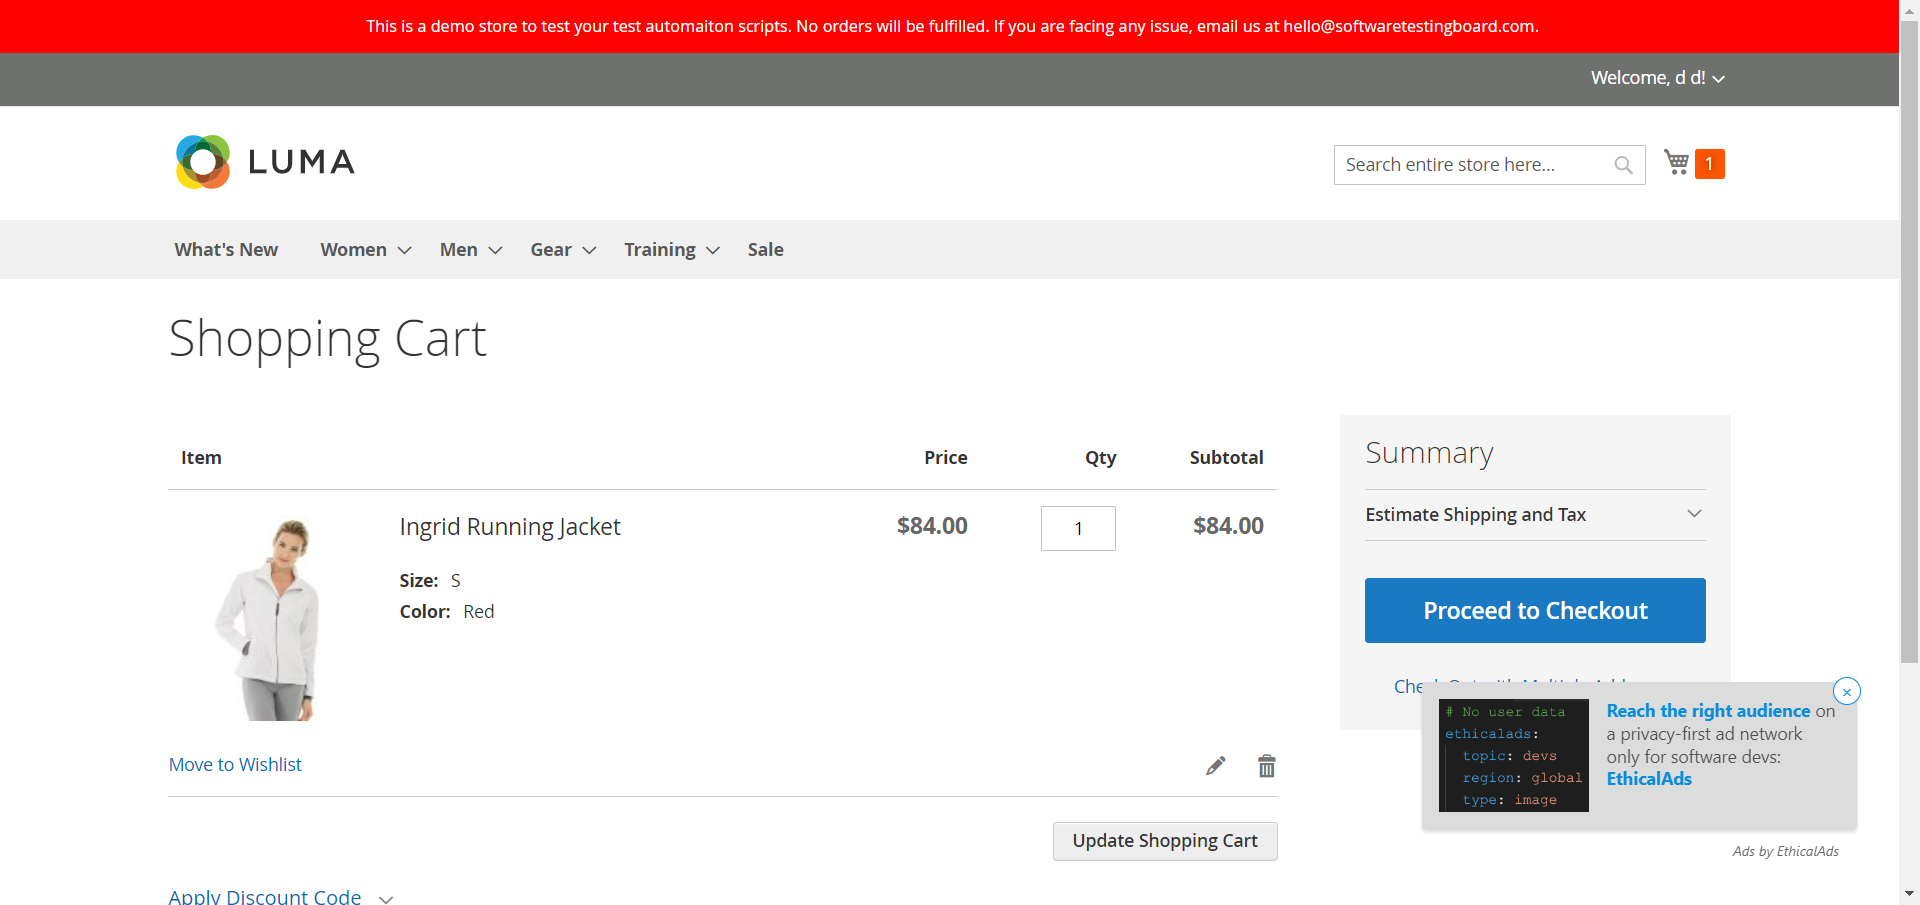 This is a demo store to test your test automaiton scripts. No orders will be fulfilled. If you are facing any issue, email us at hello@softwaretestingboard.com.
Welcome, d d!
LUMA
Search entire store here...
1
What's New Women Men Gear Training Sale
Shopping Cart
Item Price Qty Subtotal
Ingrid Running Jacket $84.00 1 $84.00
Size: S
Color: Red
Move to Wishlist
Update Shopping Cart
Apply Discount Code
Summary
Estimate Shipping and Tax
Proceed to Checkout
# No user data
ethicalads:
topic: devs
region: global
type: image
Reach the right audience on
a privacy-first ad network
only for software devs:
EthicalAds
×
Ads by EthicalAds